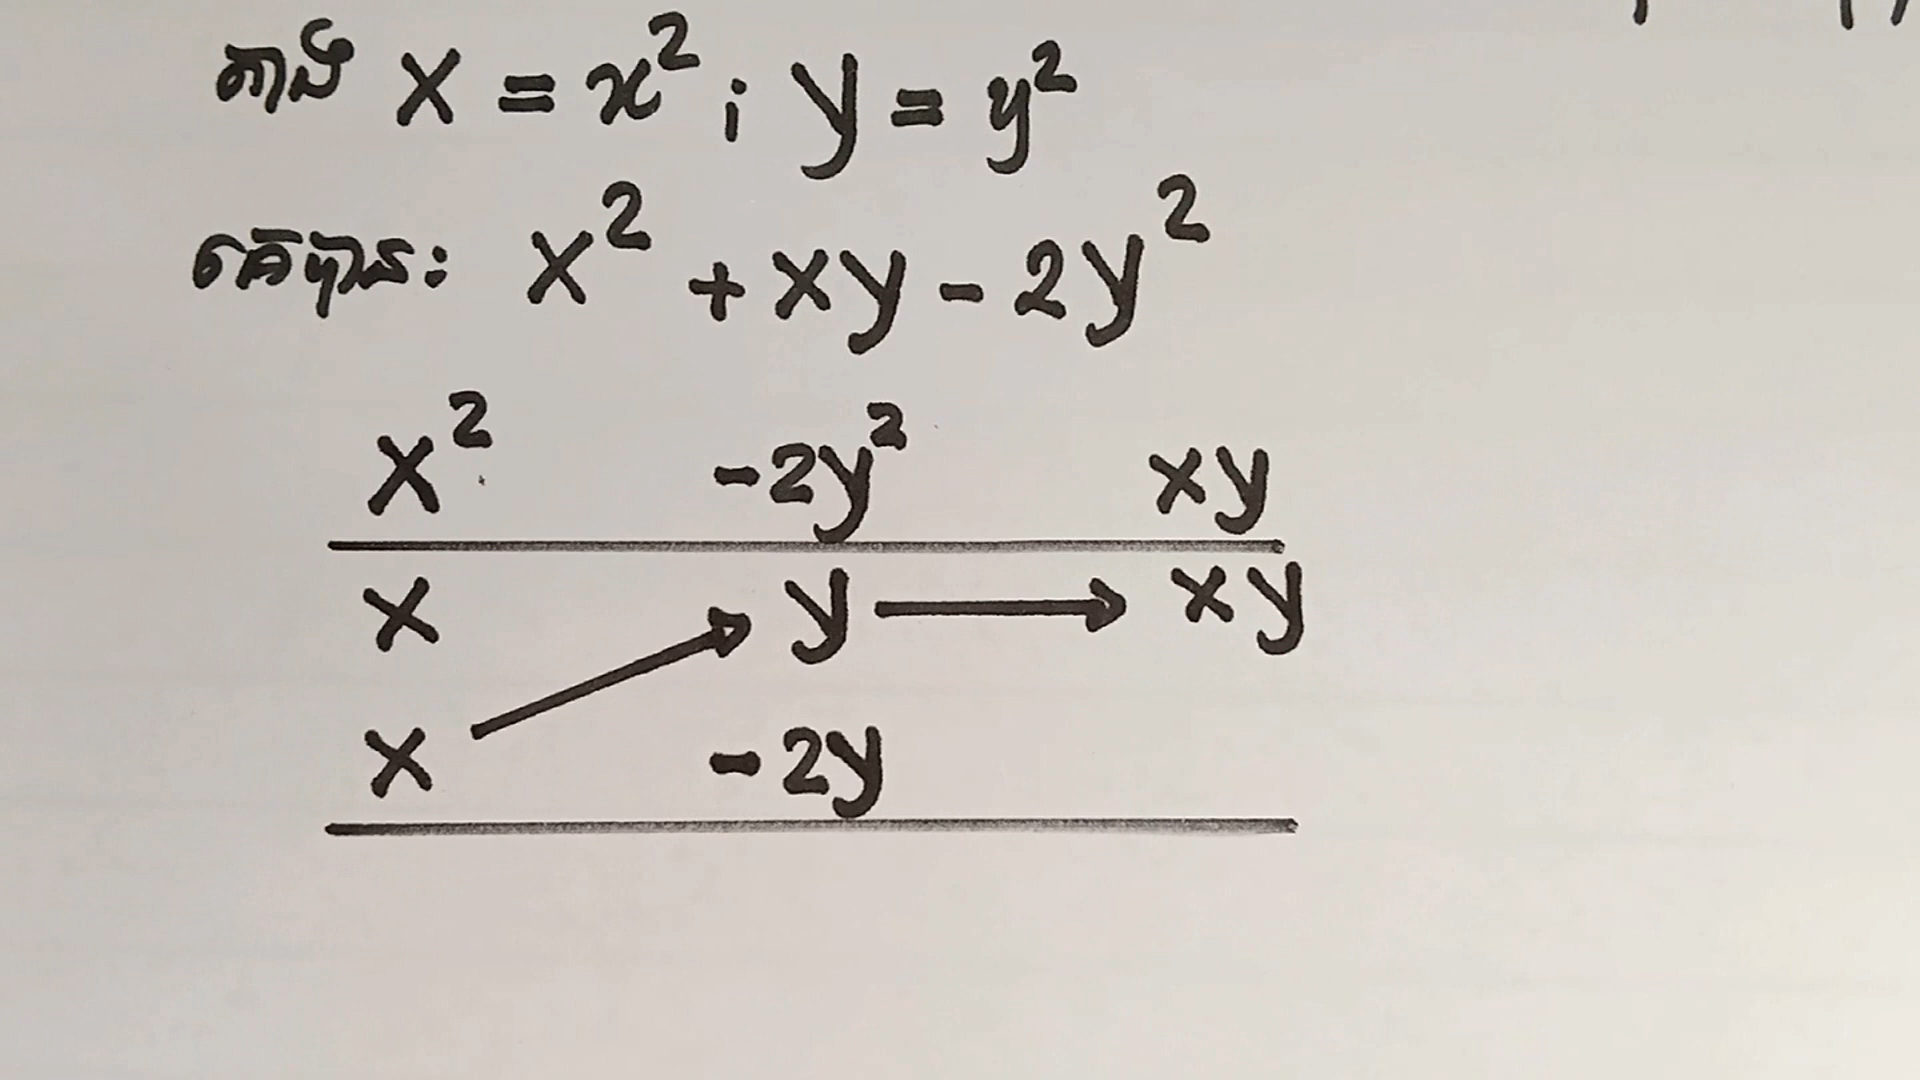 តាង X = x² ; Y = y²
គេបាន: X² + XY - 2Y²
X² -2Y² XY
X Y → XY
X -2Y